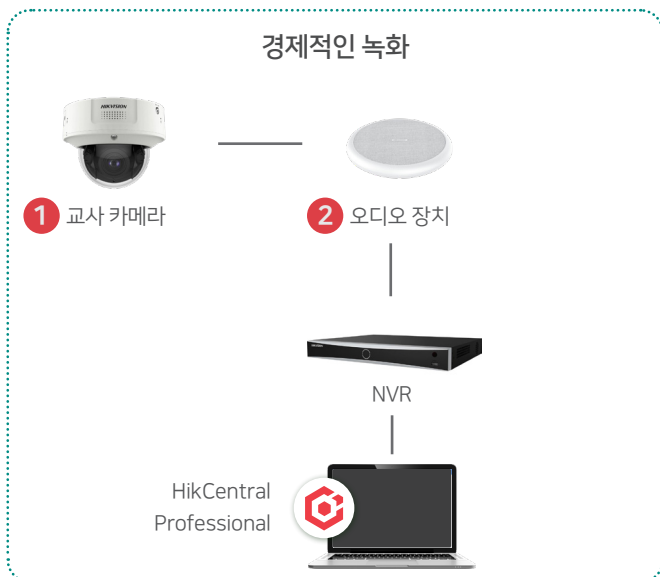 경제적인 녹화
HIKVISION
1 교사 카메라
2 오디오 장치
NVR
HikCentral
Professional